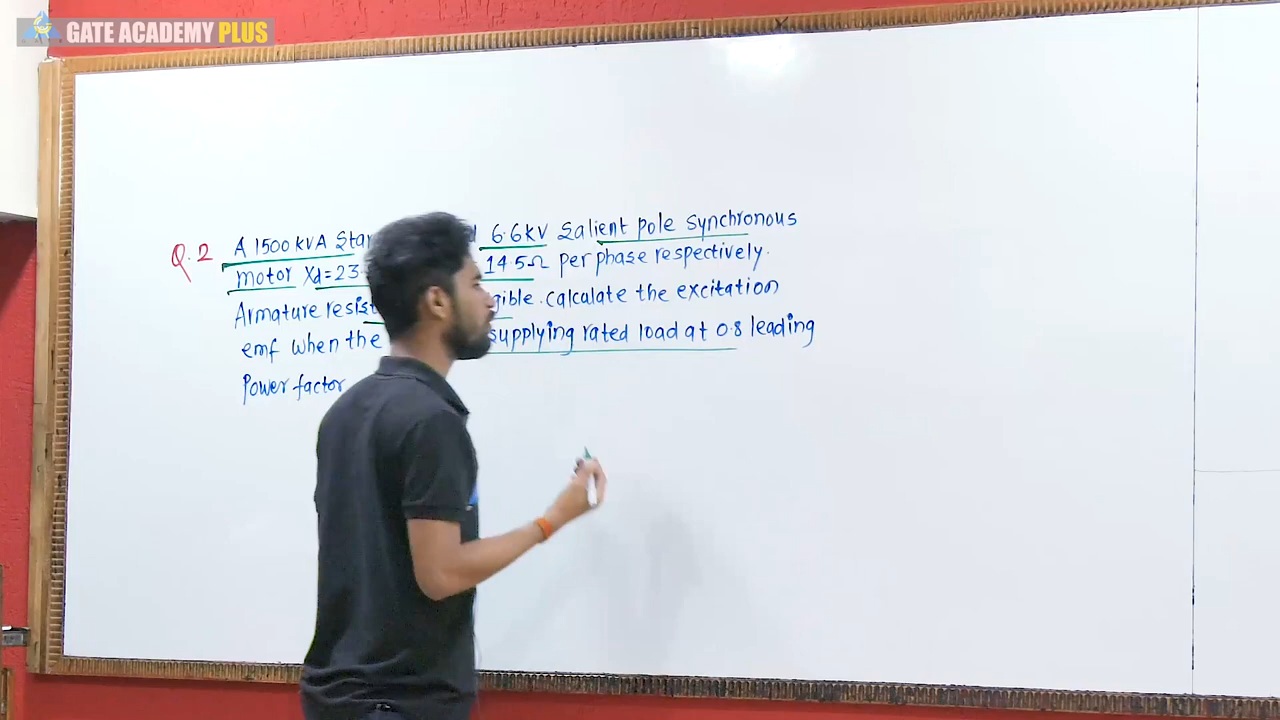 GATE ACADEMY PLUS
Q.2 A 1500 KVA Star 6.6kV Salient pole synchronous
motor Xd=23. 14.5Ω per phase respectively.
Armature resis gible. calculate the excitation
emf when the supplying rated load at 0.8 leading
Power factor